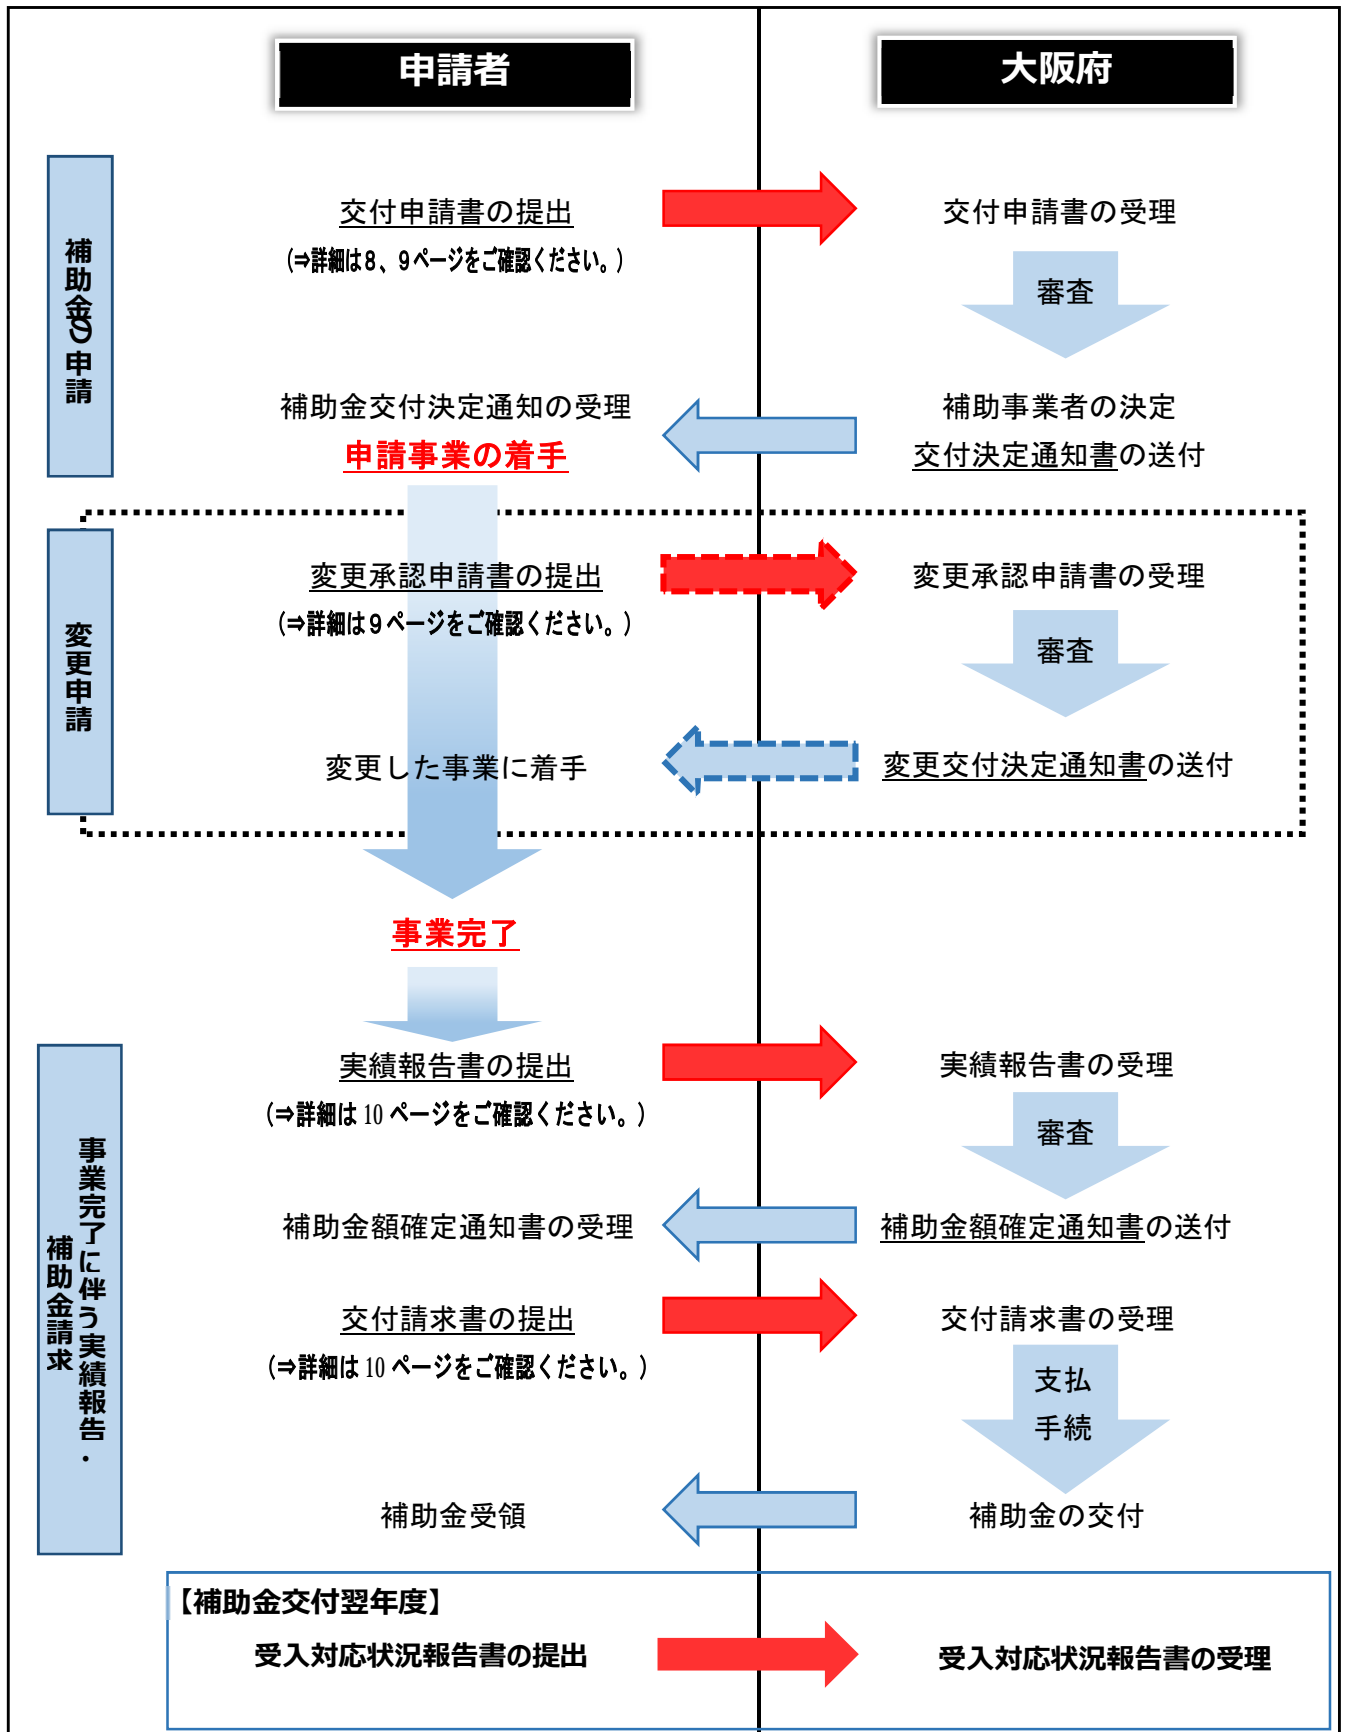 申請者
大阪府
補助金の申請
交付申請書の提出
交付申請書の受理
(⇒詳細は8、9ページをご確認ください。)
審査
補助金交付決定通知の受理
補助事業者の決定
申請事業の着手
交付決定通知書の送付
変更申請
変更承認申請書の提出
変更承認申請書の受理
(⇒詳細は9ページをご確認ください。)
審査
変更した事業に着手
変更交付決定通知書の送付
事業完了
事業完了に伴う実績報告・
補助金請求
実績報告書の提出
実績報告書の受理
(⇒詳細は 10 ページをご確認ください。)
審査
補助金額確定通知書の受理
補助金額確定通知書の送付
交付請求書の提出
交付請求書の受理
(⇒詳細は 10 ページをご確認ください。)
支払
手続
補助金受領
補助金の交付
【補助金交付翌年度】
受入対応状況報告書の提出
受入対応状況報告書の受理